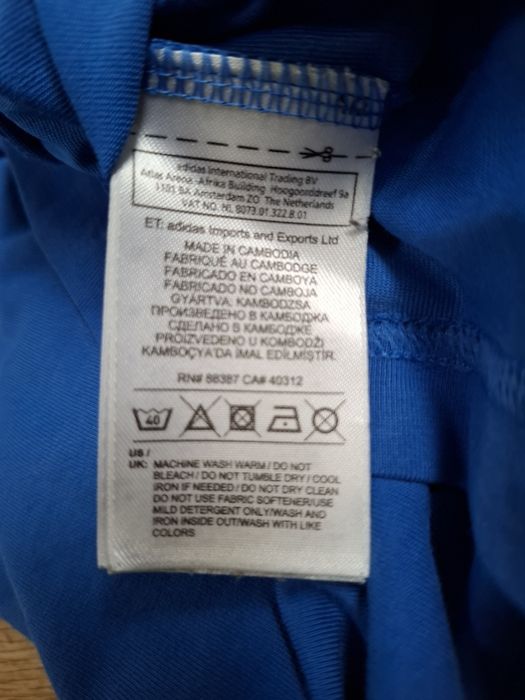 adidas International Trading BV
Atlas Arena -Afrika Building Hoogoorddreef 9a
1101 BA Amsterdam ZO The Netherlands
VAT NO. NL 8073.01.322.B.01
ET: adidas Imports and Exports Ltd
MADE IN CAMBODIA
FABRIQUÉ AU CAMBODGE
FABRICADO EN CAMBOYA
FABRICADO NO CAMBOJA
GYÁRTVA: KAMBODZSA
ПРОИЗВЕДЕНО В КАМБОДЖА
СДЕЛАНО В КАМБОДЖЕ
PROIZVEDENO U KOMBODŽI
KAMBOÇYA'DA İMAL EDİLMİŞTİR.
RN# 88387 CA# 40312
40
US /
UK: MACHINE WASH WARM / DO NOT
BLEACH / DO NOT TUMBLE DRY / COOL
IRON IF NEEDED / DO NOT DRY CLEAN
DO NOT USE FABRIC SOFTENER/USE
MILD DETERGENT ONLY/WASH AND
IRON INSIDE OUT/WASH WITH LIKE
COLORS